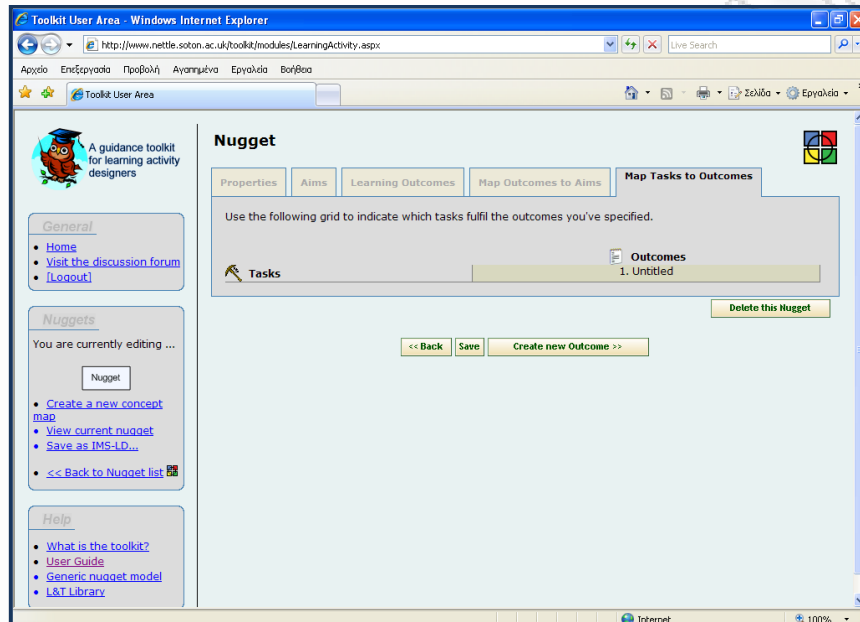 Toolkit User Area - Windows Internet Explorer
http://www.nettle.soton.ac.uk/toolkit/modules/LearningActivity.aspx
Live Search
Αρχείο Επεξεργασία Προβολή Αγαπημένα Εργαλεία Βοήθεια
Toolkit User Area
Σελίδα
Εργαλεία
A guidance toolkit
for learning activity
designers
General
Home
Visit the discussion forum
[Logout]
Nuggets
You are currently editing ...
Nugget
Create a new concept
map
View current nugget
Save as IMS-LD...
<< Back to Nugget list
Help
What is the toolkit?
User Guide
Generic nugget model
L&T Library
Nugget
Properties
Aims
Learning Outcomes
Map Outcomes to Aims
Map Tasks to Outcomes
Use the following grid to indicate which tasks fulfil the outcomes you've specified.
Outcomes
Tasks
1. Untitled
Delete this Nugget
<< Back
Save
Create new Outcome >>
Internet
100%